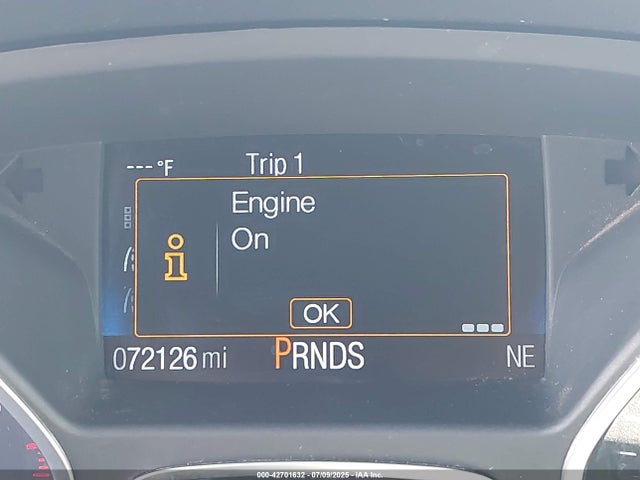 ---°F Trip 1
Engine
On
OK
072126 mi PRNDS NE
000-42701632 - 07/09/2025 - IAA Inc.